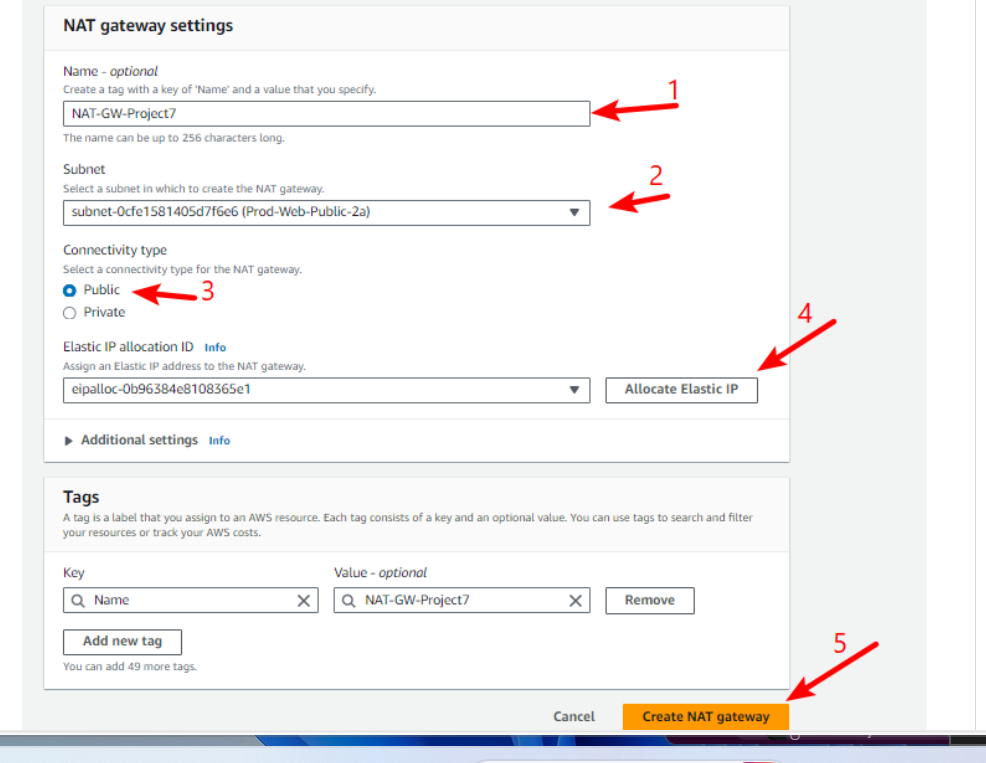 NAT gateway settings
Name - optional
Create a tag with a key of 'Name' and a value that you specify.
1
NAT-GW-Project7
The name can be up to 256 characters long.
Subnet
2
Select a subnet in which to create the NAT gateway.
subnet-0cfe1581405d7f6e6 (Prod-Web-Public-2a)
Connectivity type
Select a connectivity type for the NAT gateway.
Public
3
Private
4
Elastic IP allocation ID Info
Assign an Elastic IP address to the NAT gateway.
eipalloc-0b96384e8108365e1
Allocate Elastic IP
Additional settings Info
Tags
A tag is a label that you assign to an AWS resource. Each tag consists of a key and an optional value. You can use tags to search and filter
your resources or track your AWS costs.
Key
Value - optional
Name
NAT-GW-Project7
Remove
Add new tag
5
You can add 49 more tags.
Cancel
Create NAT gateway